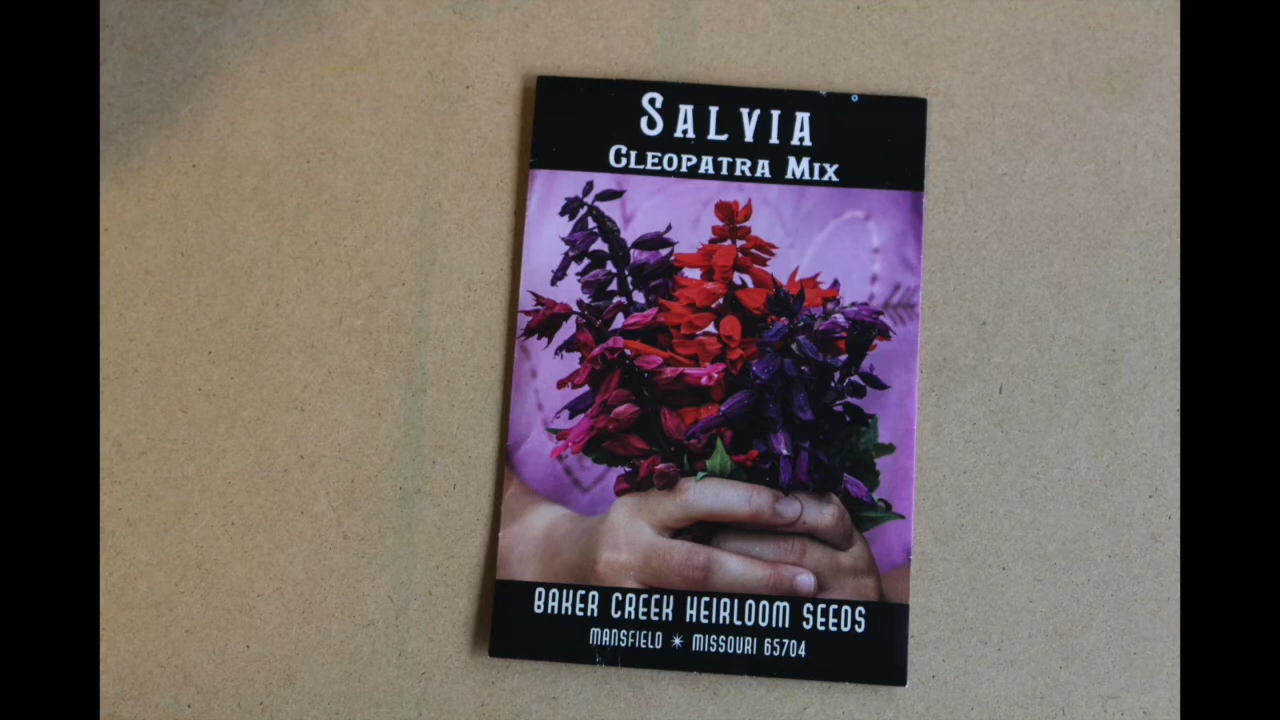 SALVIA
CLEOPATRA MIX
BAKER CREEK HEIRLOOM SEEDS
MANSFIELD ✴ MISSOURI 65704